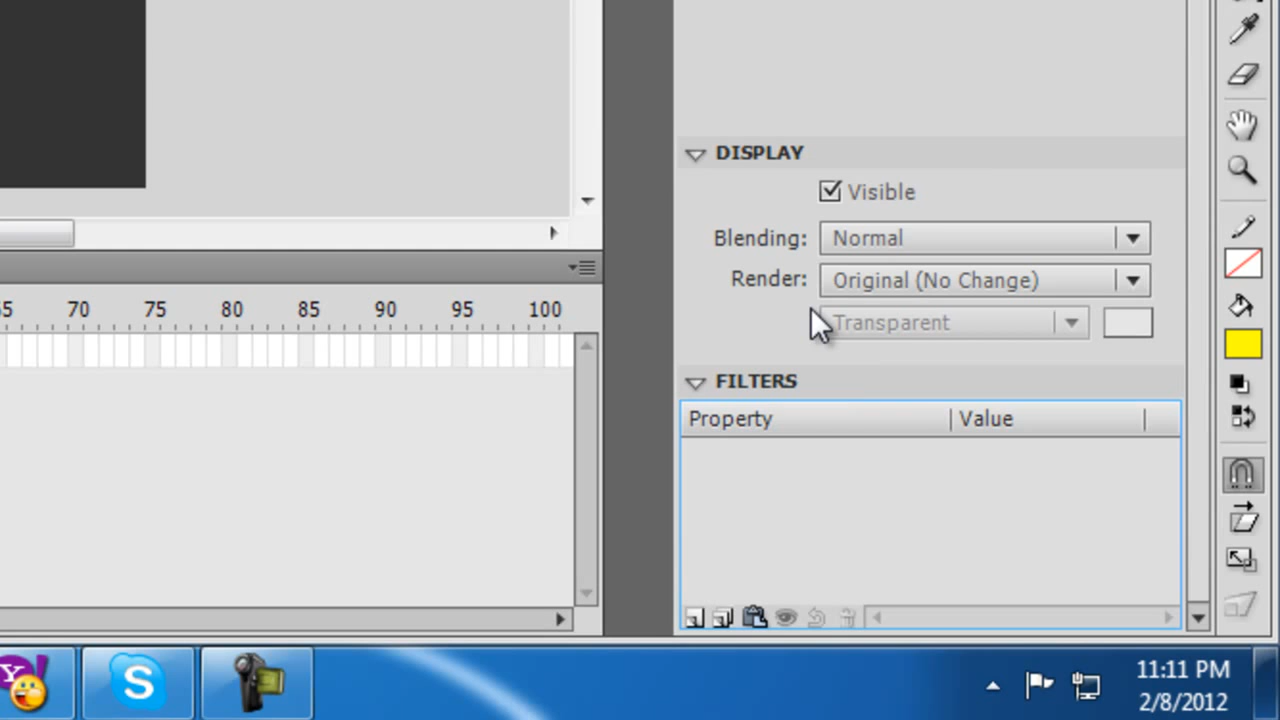 DISPLAY
Visible
Blending: Normal
Render: Original (No Change)
Transparent
5 70 75 80 85 90 95 100
FILTERS
Property Value
11:11 PM
2/8/2012